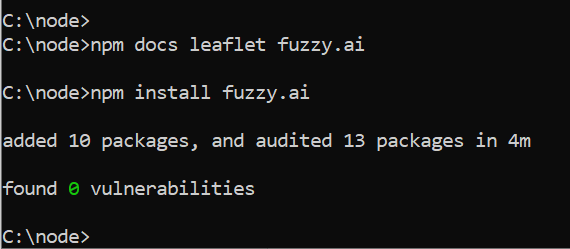 C:\node>
C:\node>npm docs leaflet fuzzy.ai
C:\node>npm install fuzzy.ai
added 10 packages, and audited 13 packages in 4m
found 0 vulnerabilities
C:\node>